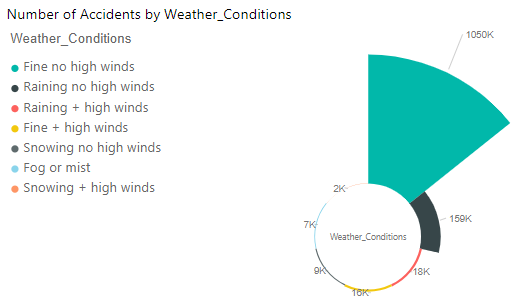 Number of Accidents by Weather_Conditions
Weather_Conditions
Fine no high winds
Raining no high winds
Raining + high winds
Fine + high winds
Snowing no high winds
Fog or mist
Snowing + high winds
1050K
159K
18K
16K
9K
7K
2K
Weather_Conditions